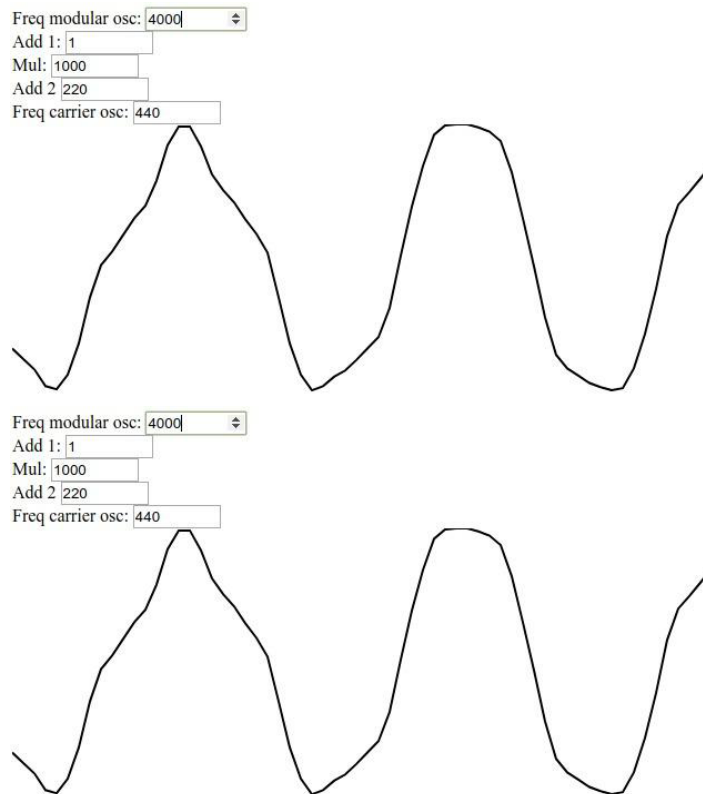 Freq modular osc: 4000
Add 1: 1
Mul: 1000
Add 2 220
Freq carrier osc: 440
Freq modular osc: 4000
Add 1: 1
Mul: 1000
Add 2 220
Freq carrier osc: 440